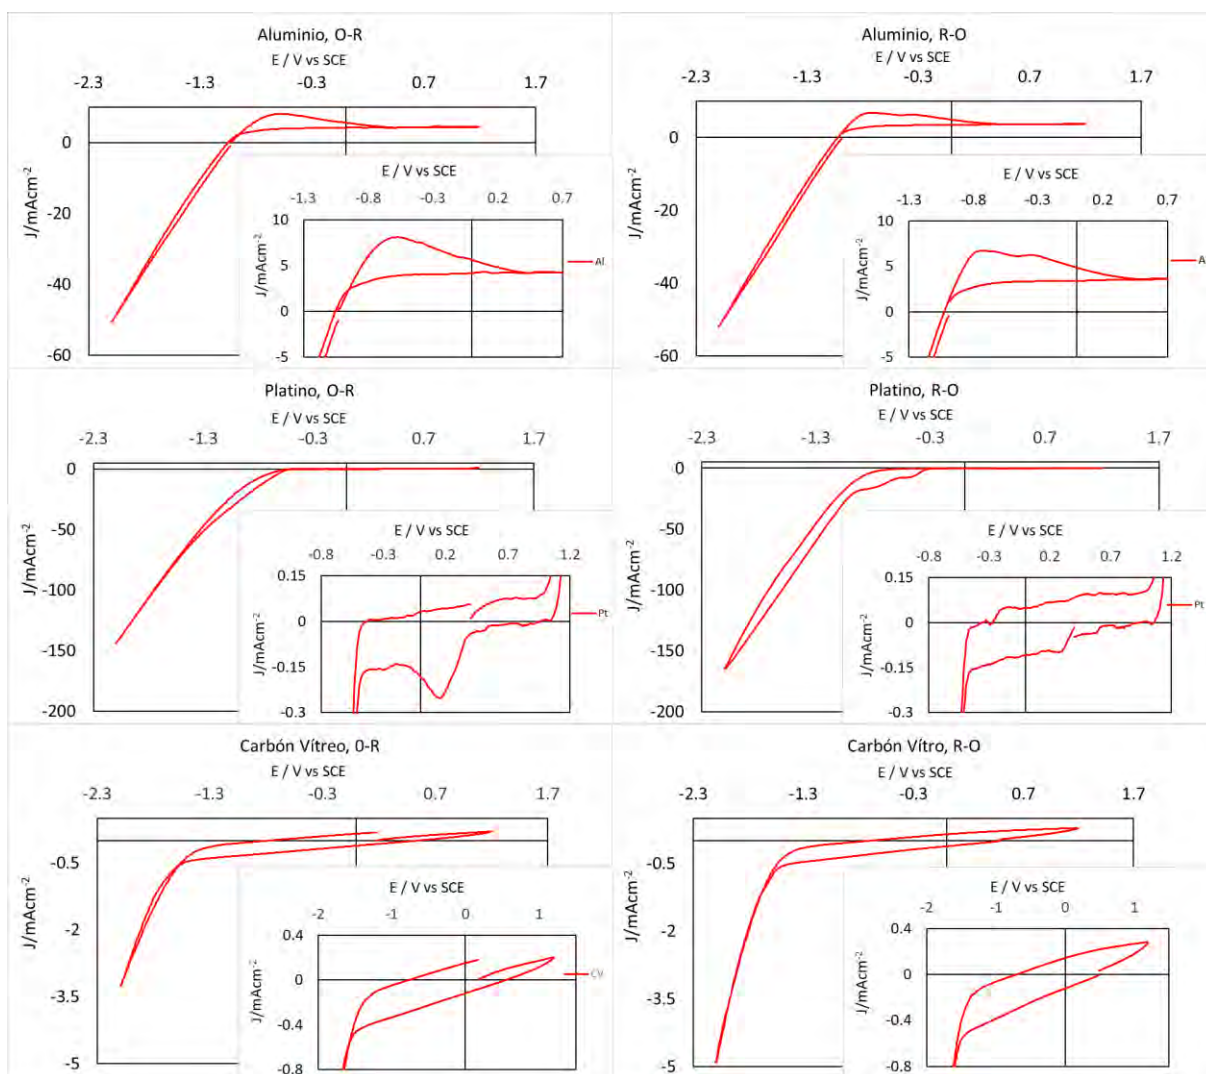 Aluminio, O-R
E / V vs SCE
-2.3 -1.3 -0.3 0.7 1.7
0
-20
-40
-60
J/mAcm-2
E / V vs SCE
-1.3 -0.8 -0.3 0.2 0.7
10
5
0
-5
J/mAcm-2
Al
Alumínio, R-O
E / V vs SCE
-2.3 -1.3 -0.3 0.7 1.7
0
-20
-40
-60
J/mAcm-2
E / V vs SCE
-1.3 -0.8 -0.3 0.2 0.7
10
5
0
-5
J/mAcm-2
A
Platino, O-R
E / V vs SCE
-2.3 -1.3 -0.3 0.7 1.7
0
-50
-100
-150
-200
J/mAcm-2
E / V vs SCE
-0.8 -0.3 0.2 0.7 1.2
0.15
0
-0.15
-0.3
J/mAcm-2
Pt
Platino, R-O
E / V vs SCE
-2.3 -1.3 -0.3 0.7 1.7
0
-50
-100
-150
-200
J/mAcm-2
E / V vs SCE
-0.8 -0.3 0.2 0.7 1.2
0.15
0
-0.15
-0.3
J/mAcm-2
Pt
Carbón Vítreo, 0-R
E / V vs SCE
-2.3 -1.3 -0.3 0.7 1.7
-0.5
-2
-3.5
-5
J/mAcm-2
E / V vs SCE
-2 -1 0 1
0.4
0
-0.4
-0.8
J/mAcm-2
CV
Carbón Vítro, R-O
E / V vs SCE
-2.3 -1.3 -0.3 0.7 1.7
-0.5
-2
-3.5
-5
J/mAcm-2
E / V vs SCE
-2 -1 0 1
0.4
0
-0.4
-0.8
J/mAcm-2